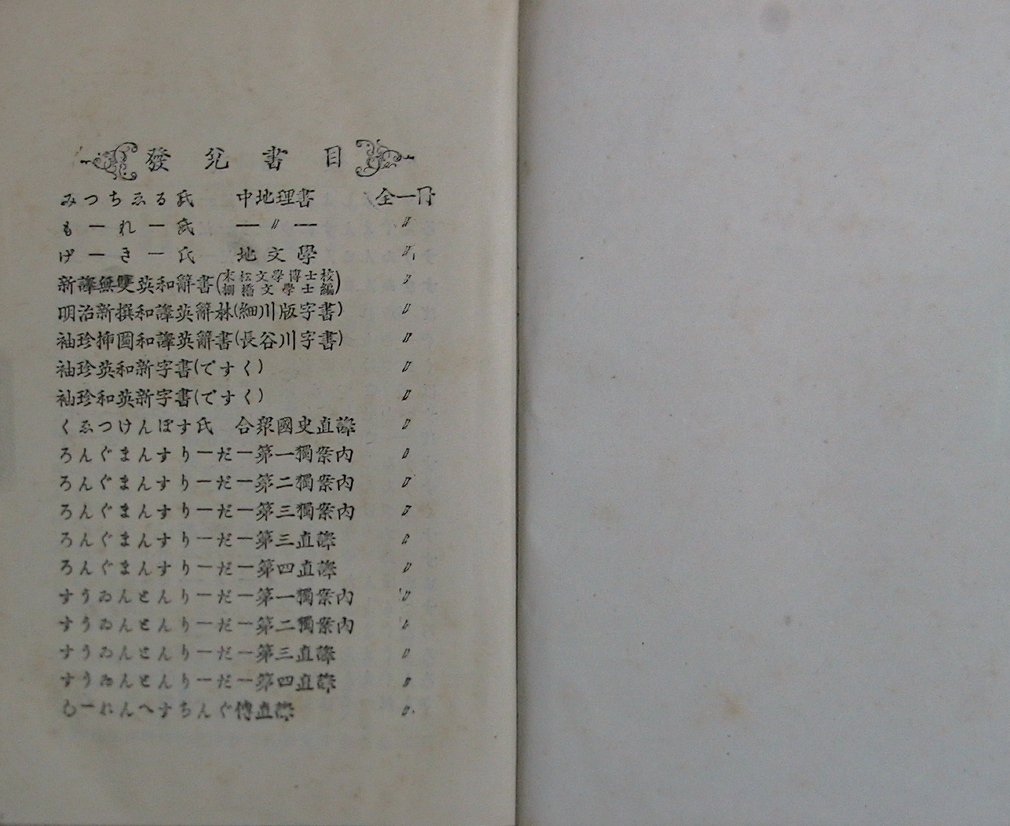 發兌書目
みつちゑる氏 中地理書 全一冊
もーれー氏 ー〃ー 〃
げーきー氏 地文學 〃
新譯無雙英和辭書(末松文學博士校 棚橋文學士編) 〃
明治新撰和譯英辭林(細川版字書) 〃
袖珍挿圖和譯英辭書(長谷川字書) 〃
袖珍英和新字書(ですく) 〃
袖珍和英新字書(ですく) 〃
くゑつけんぼす氏 合衆國史直譯 〃
ろんぐまんすりーだー第一獨案内 〃
ろんぐまんすりーだー第二獨案内 〃
ろんぐまんすりーだー第三獨案内 〃
ろんぐまんすりーだー第三直譯 〃
ろんぐまんすりーだー第四直譯 〃
すうゐんとんりーだー第一獨案内 〃
すうゐんとんりーだー第二獨案内 〃
すうゐんとんりーだー第三直譯 〃
すうゐんとんりーだー第四直譯 〃
れんへすちんぐ傳直譯 〃